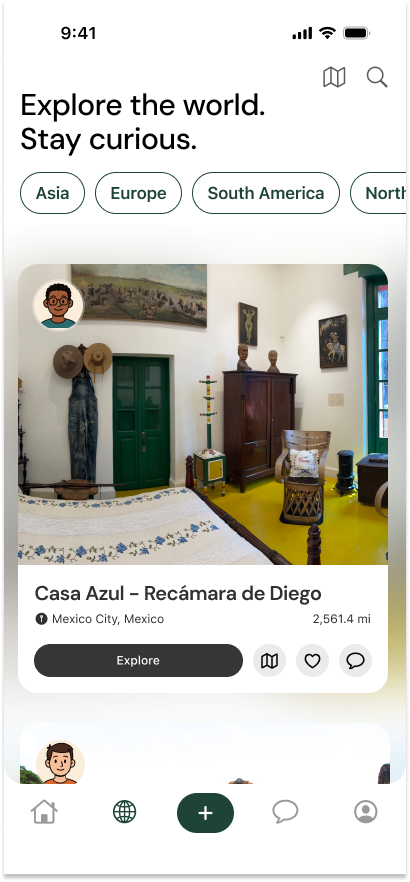 9:41
Explore the world.
Stay curious.
Asia Europe South America North
Casa Azul – Recámara de Diego
Mexico City, Mexico 2,561.4 mi
Explore